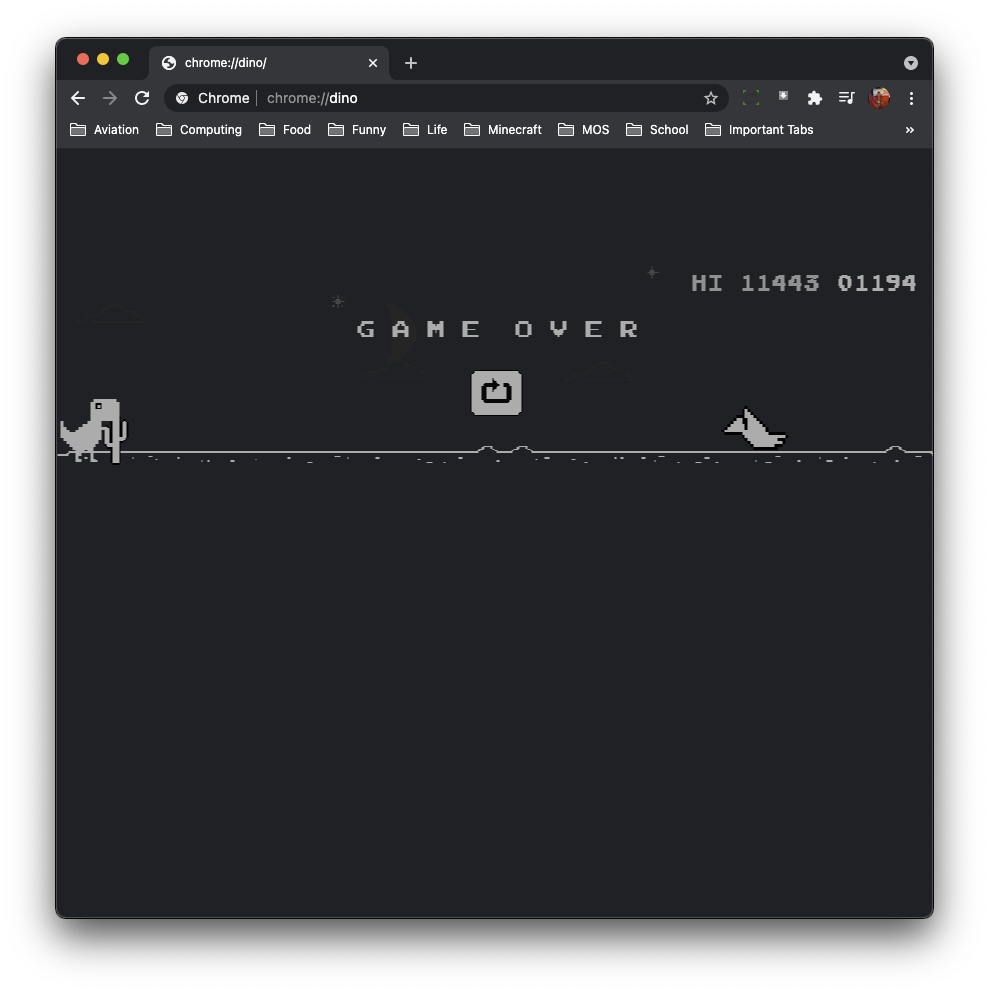 chrome://dino/
Chrome chrome://dino
Aviation Computing Food Funny Life Minecraft MOS School Important Tabs »
HI 11443 01194
GAME OVER